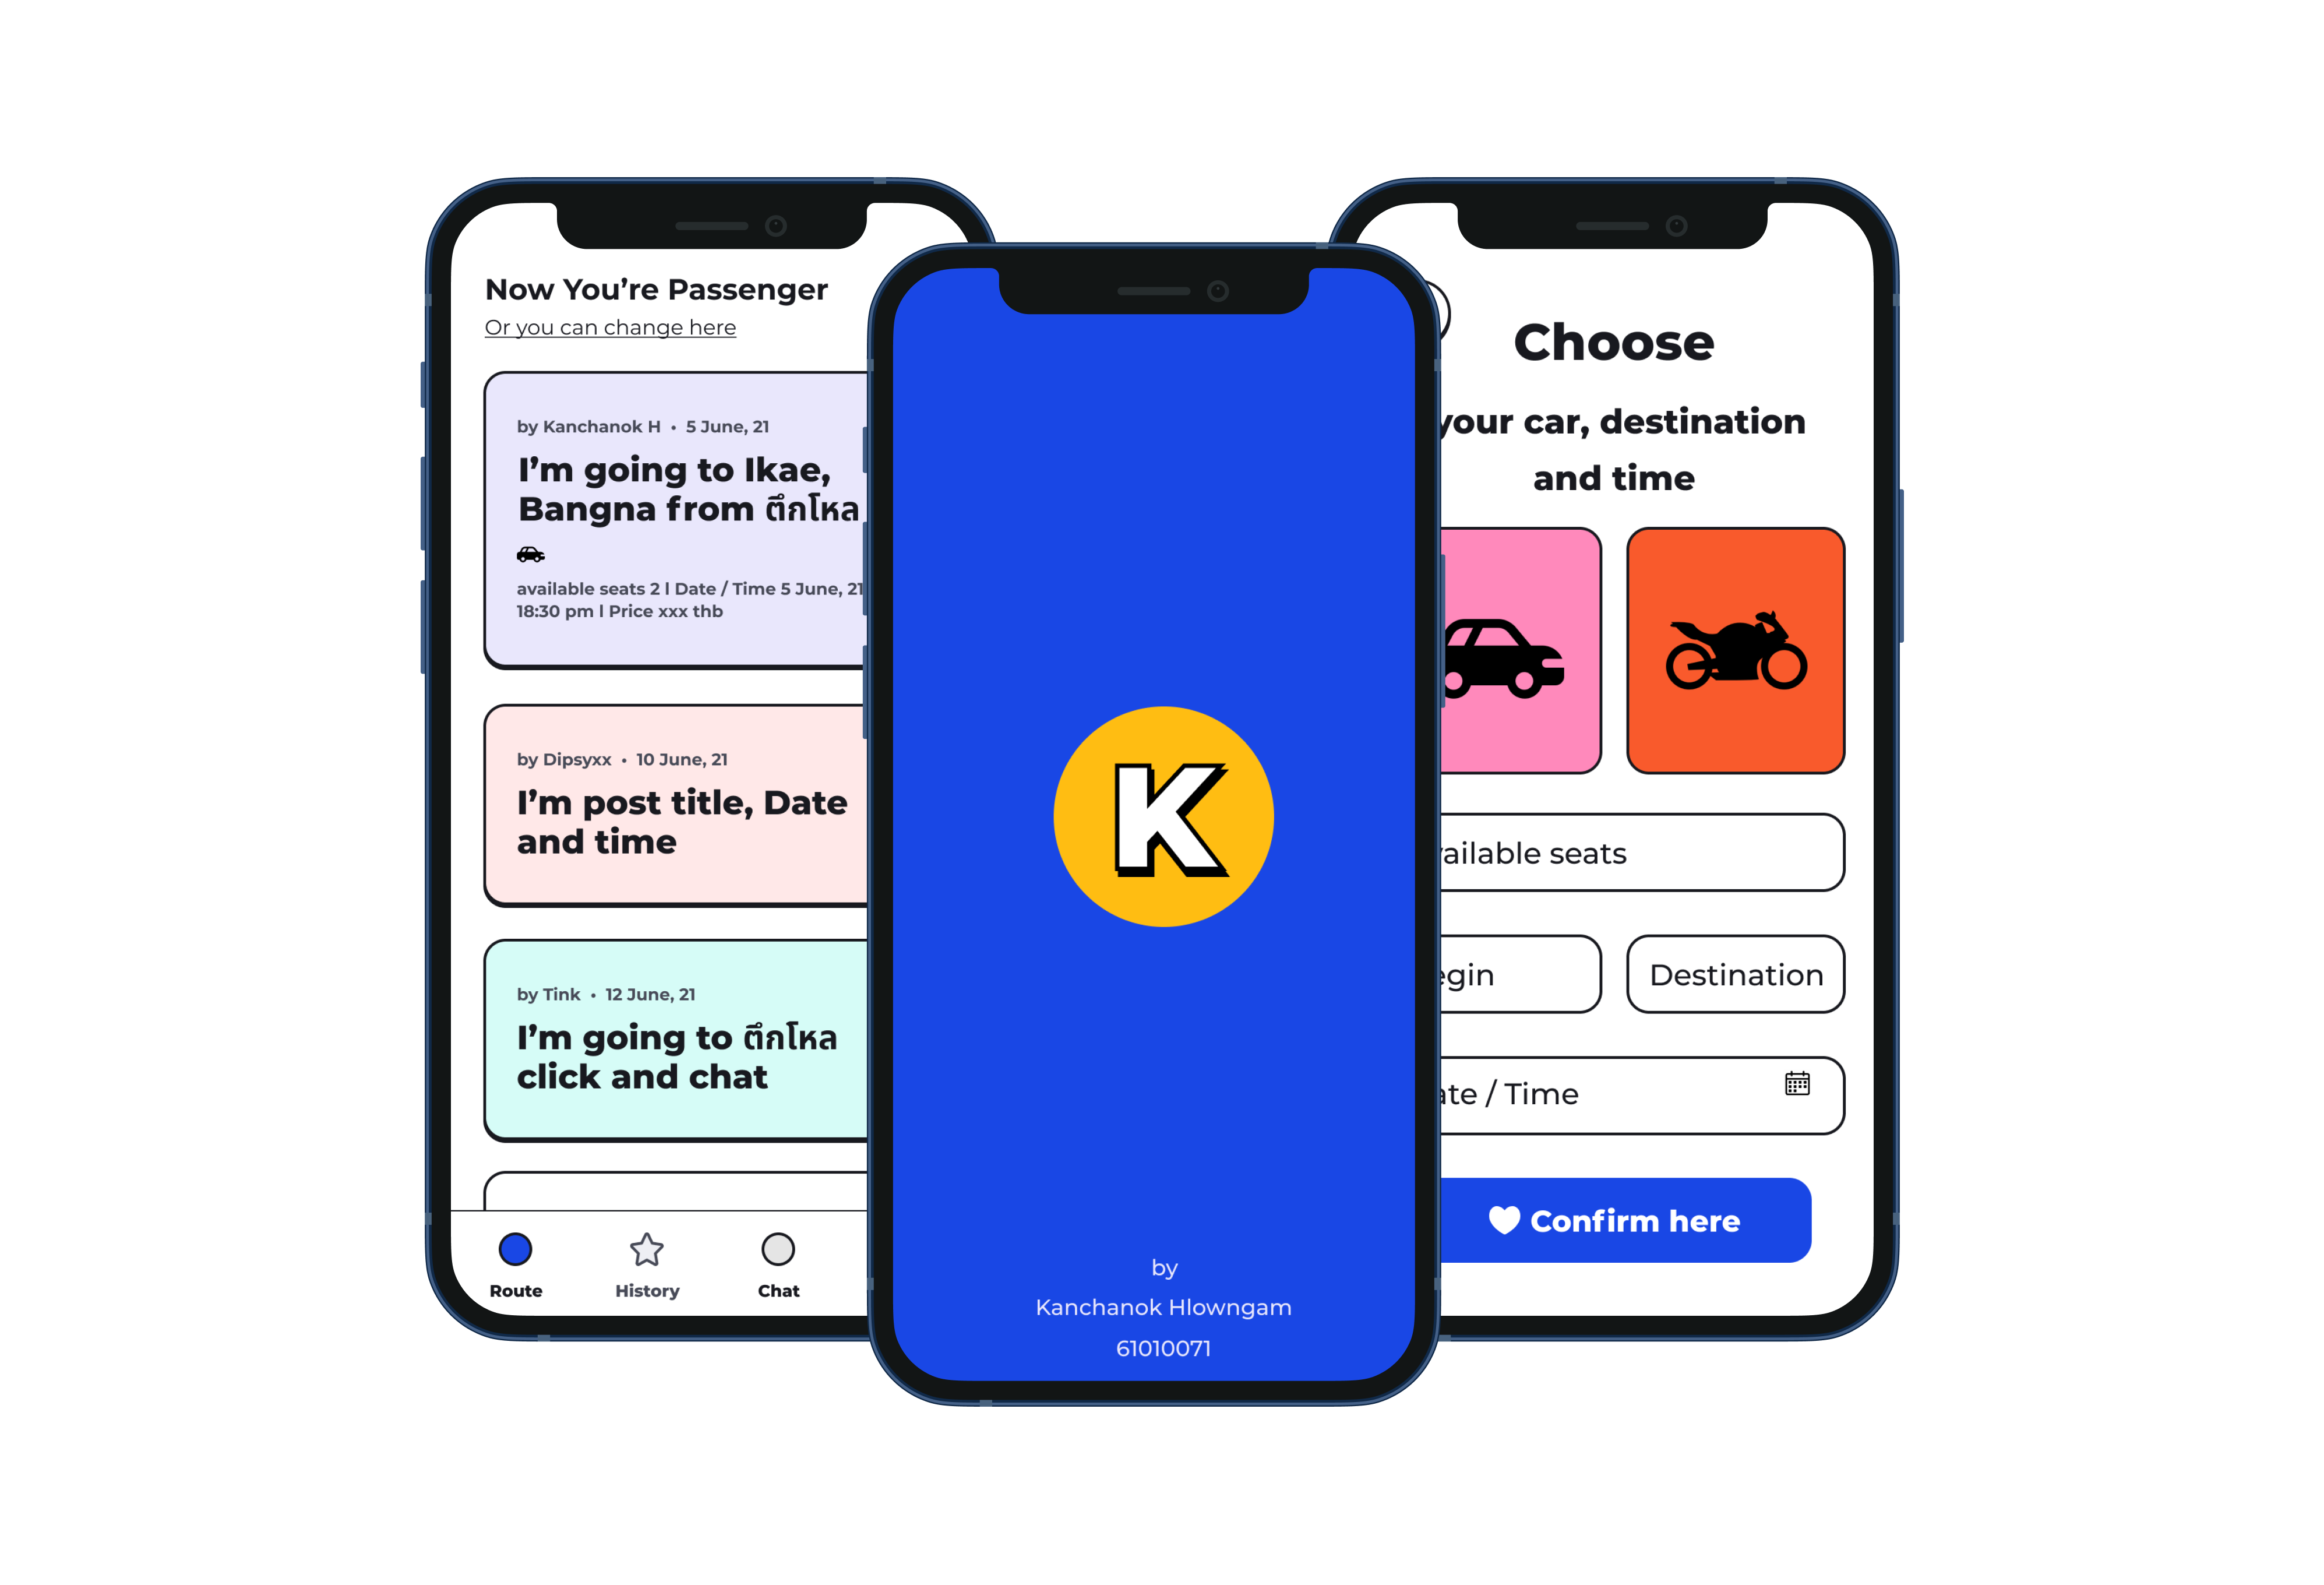 Now You’re Passenger
Or you can change here
by Kanchanok H • 5 June, 21
I’m going to Ikae,
Bangna from ตึกโหล
available seats 2 l Date / Time 5 June, 21
18:30 pm l Price xxx thb
by Dipsyxx • 10 June, 21
I’m post title, Date
and time
by Tink • 12 June, 21
I’m going to ตึกโหล
click and chat
Route
History
Chat
K
by
Kanchanok Hlowngam
61010071
Choose
your car, destination
and time
vailable seats
egin
Destination
ate / Time
Confirm here